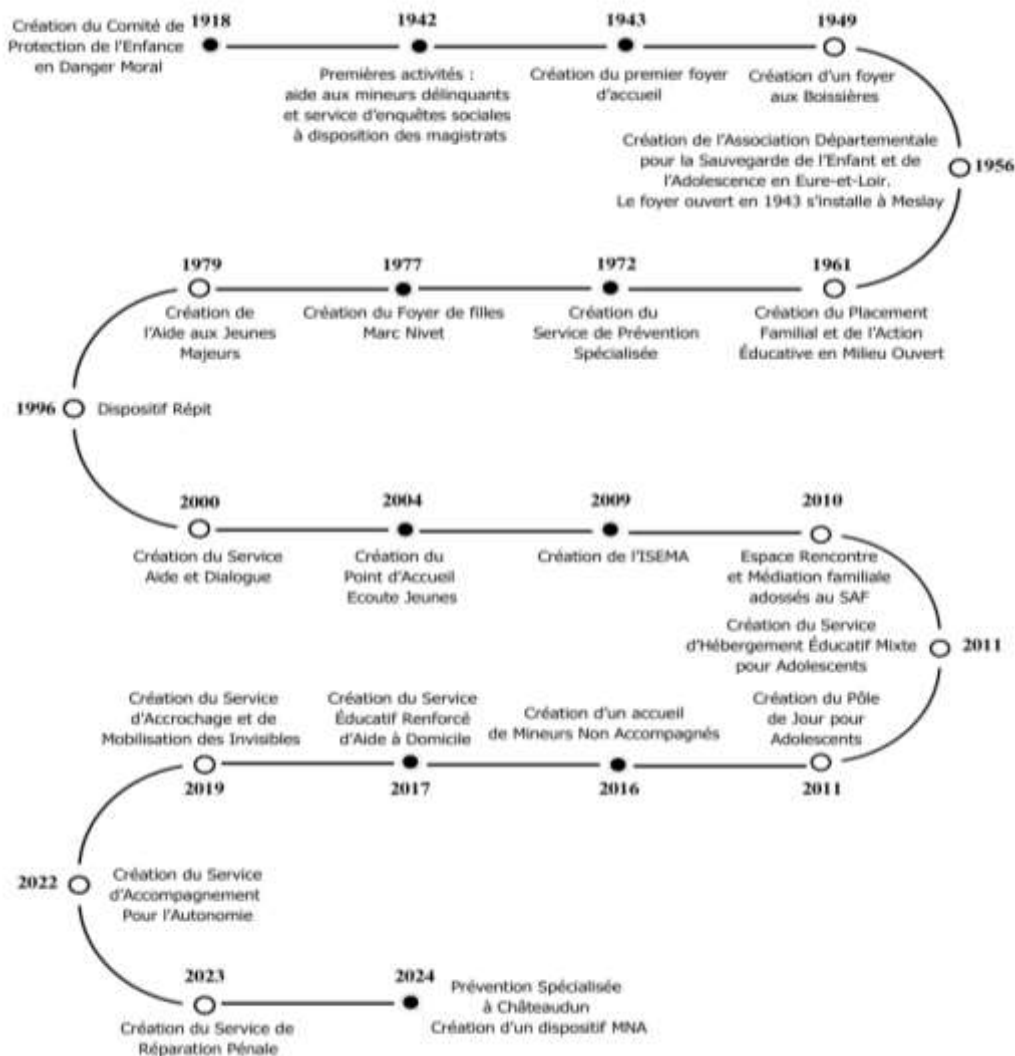 1918
Création du Comité de
Protection de l'Enfance
en Danger Moral
1942
Premières activités :
aide aux mineurs délinquants
et service d'enquêtes sociales
à disposition des magistrats
1943
Création du premier foyer
d'accueil
1949
Création d'un foyer
aux Boissières
1956
Création de l'Association Départementale
pour la Sauvegarde de l'Enfant et de
l'Adolescence en Eure-et-Loir.
Le foyer ouvert en 1943 s'installe à Meslay
1961
Création du Placement
Familial et de l'Action
Éducative en Milieu Ouvert
1972
Création du
Service de Prévention
Spécialisée
1977
Création du Foyer de filles
Marc Nivet
1979
Création de
l'Aide aux Jeunes
Majeurs
1996
Dispositif Répit
2000
Création du Service
Aide et Dialogue
2004
Création du
Point d'Accueil
Ecoute Jeunes
2009
Création de l'ISEMA
2010
Espace Rencontre
et Médiation familiale
adossés au SAF
2011
Création du Service
d'Hébergement Éducatif Mixte
pour Adolescents
Création du Pôle
de Jour pour
Adolescents
2011
Création d'un accueil
de Mineurs Non Accompagnés
2016
Création du Service
Éducatif Renforcé
d'Aide à Domicile
2017
Création du Service
d'Accrochage et de
Mobilisation des Invisibles
2019
2022
Création du Service
d'Accompagnement
Pour l'Autonomie
2023
Création du Service de
Réparation Pénale
2024
Prévention Spécialisée
à Châteaudun
Création d'un dispositif MNA